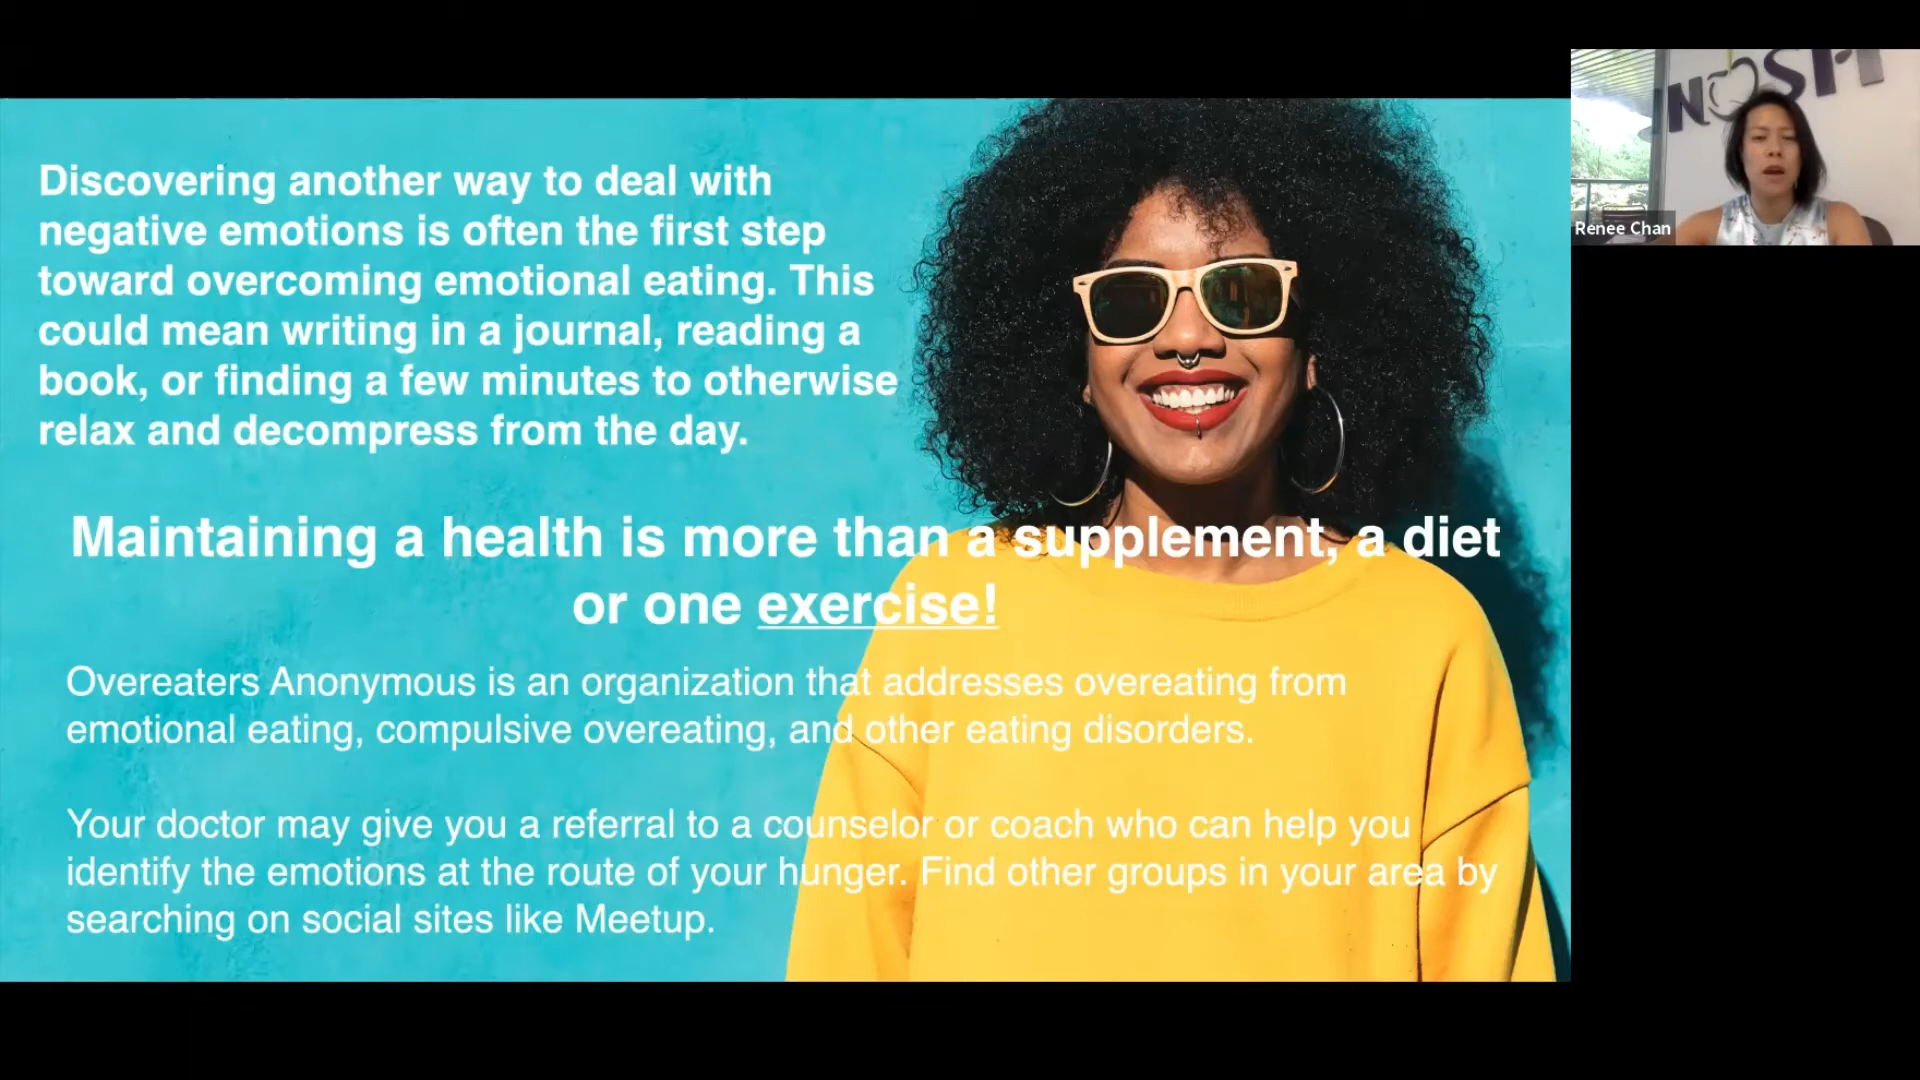 Discovering another way to deal with
negative emotions is often the first step
toward overcoming emotional eating. This
could mean writing in a journal, reading a
book, or finding a few minutes to otherwise
relax and decompress from the day.
Maintaining a health is more than a supplement, a diet
or one exercise!
Overeaters Anonymous is an organization that addresses overeating from
emotional eating, compulsive overeating, and other eating disorders.
Your doctor may give you a referral to a counselor or coach who can help you
identify the emotions at the route of your hunger. Find other groups in your area by
searching on social sites like Meetup.
NOSH
Renee Chan